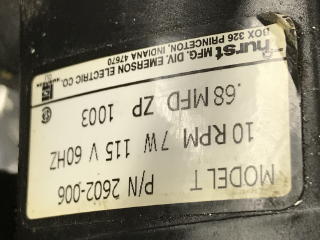 hurst MFG. DIV. EMERSON ELECTRIC CO.
BOX 326 PRINCETON, INDIANA 47670
MODEL T
P/N 2602-006
10 RPM 7W 115 V 60HZ
.68 MFD ZP 1003